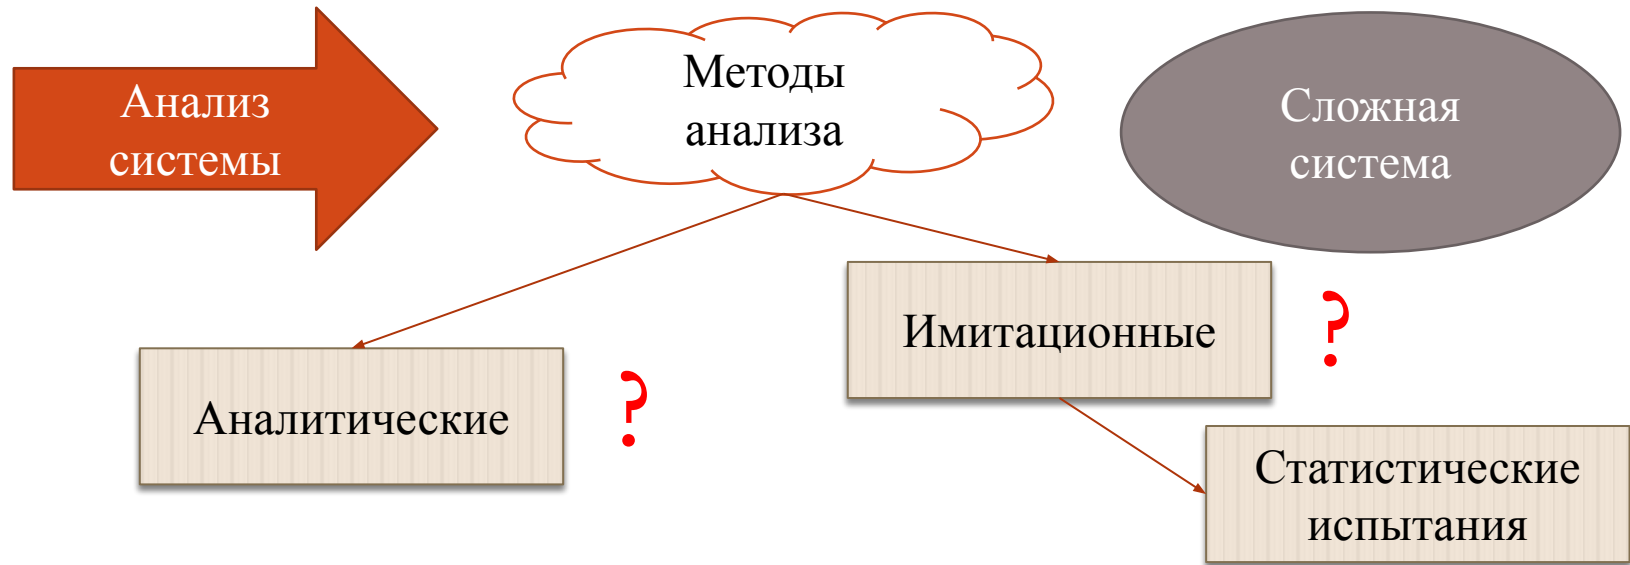 Анализ
системы
Методы
анализа
Сложная
система
Имитационные
?
Аналитические
?
Статистические
испытания